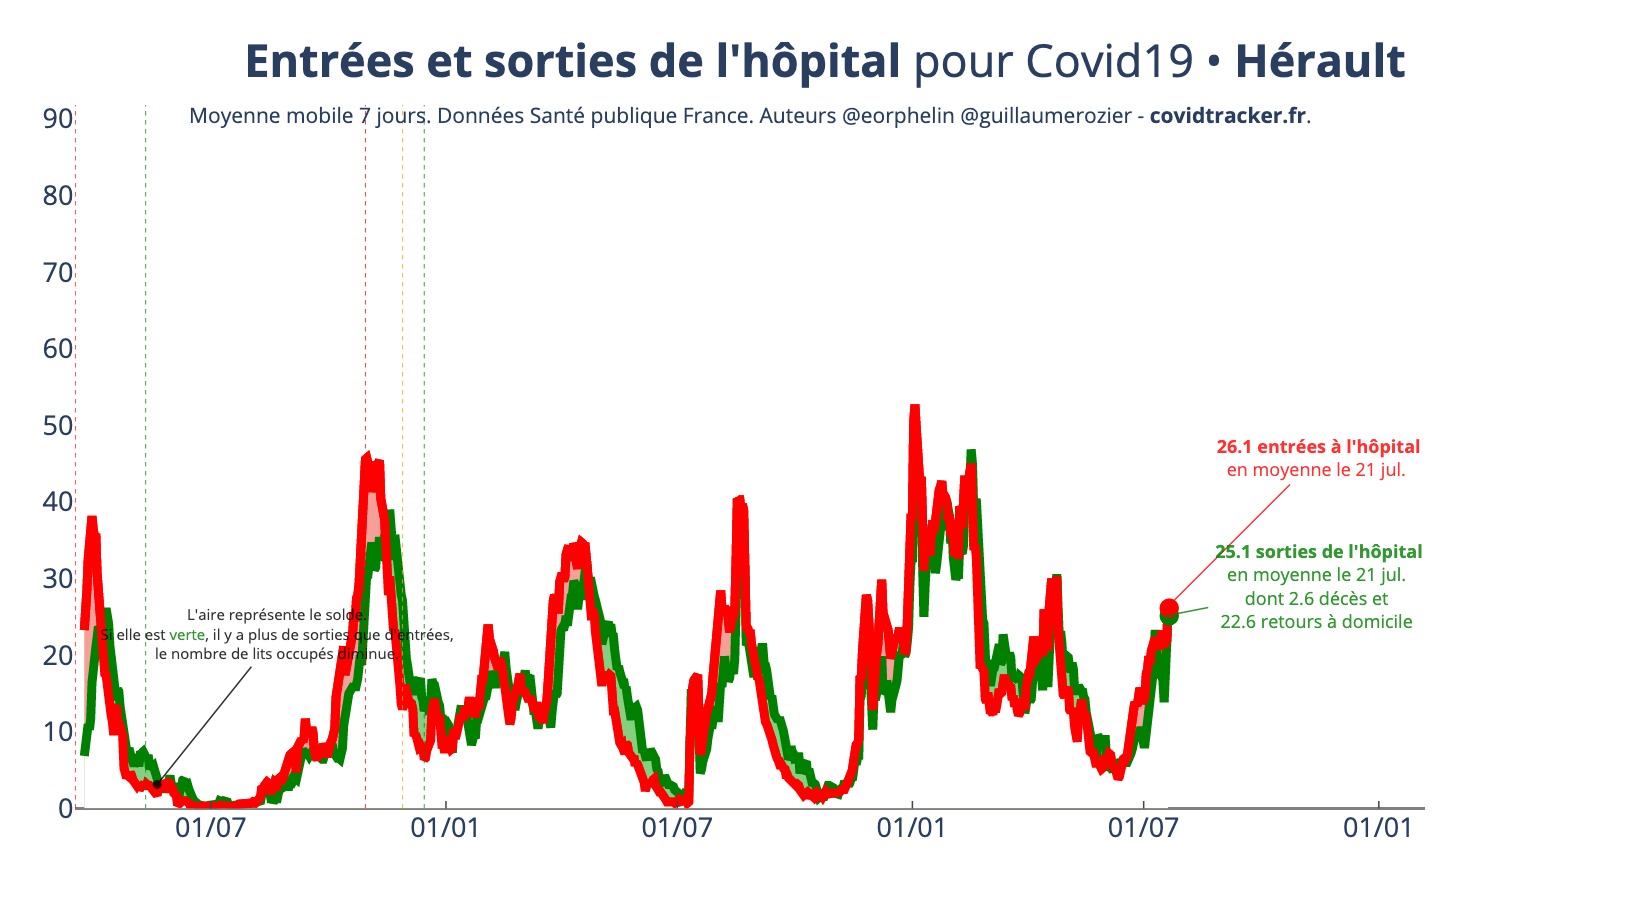 Entrées et sorties de l'hôpital pour Covid19 • Hérault
Moyenne mobile 7 jours. Données Santé publique France. Auteurs @eorphelin @guillaumerozier - covidtracker.fr.
90
80
70
60
50
40
30
20
10
0
L'aire représente le solde.
Si elle est verte, il y a plus de sorties que d'entrées,
le nombre de lits occupés diminue.
26.1 entrées à l'hôpital
en moyenne le 21 jul.
25.1 sorties de l'hôpital
en moyenne le 21 jul.
dont 2.6 décès et
22.6 retours à domicile
01/07
01/01
01/07
01/01
01/07
01/01